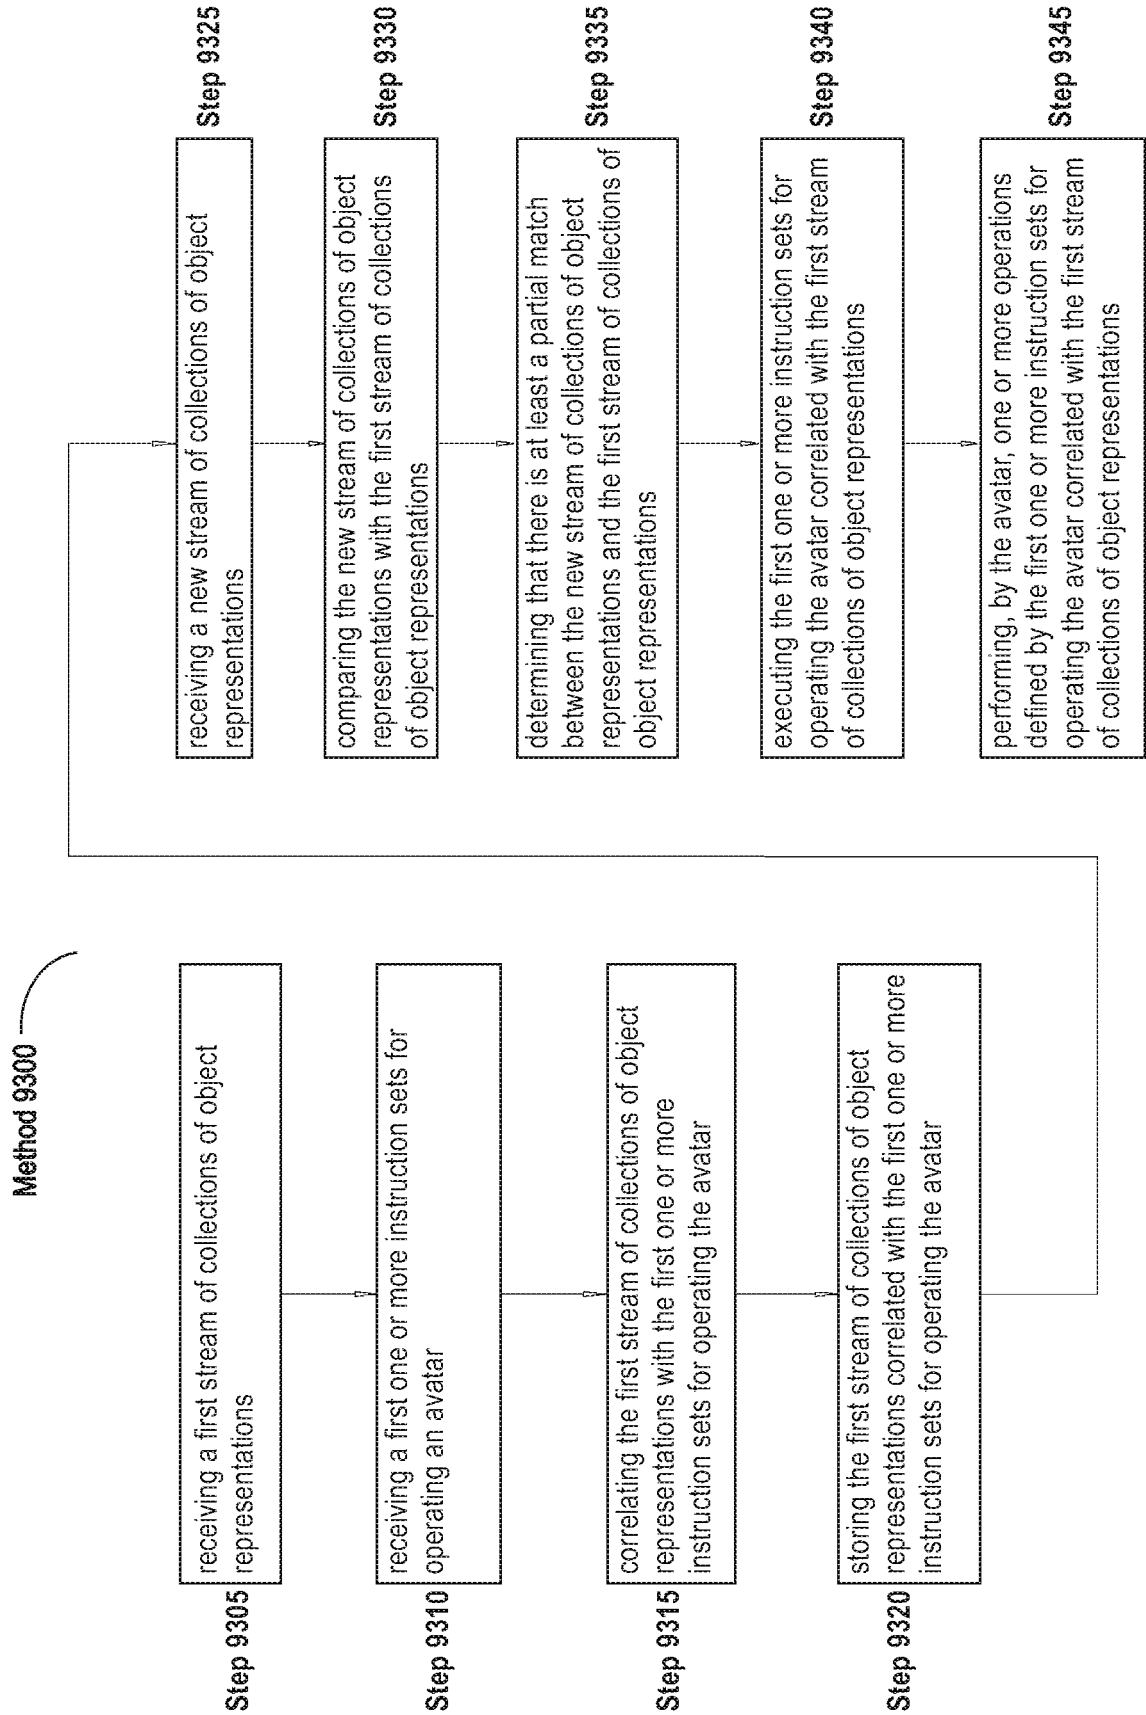 Method 9300
Step 9305
receiving a first stream of collections of object
representations
Step 9310
receiving a first one or more instruction sets for
operating an avatar
Step 9315
correlating the first stream of collections of object
representations with the first one or more
instruction sets for operating the avatar
Step 9320
storing the first stream of collections of object
representations correlated with the first one or more
instruction sets for operating the avatar
receiving a new stream of collections of object
representations
Step 9325
comparing the new stream of collections of object
representations with the first stream of collections
of object representations
Step 9330
determining that there is at least a partial match
between the new stream of collections of object
representations and the first stream of collections of
object representations
Step 9335
executing the first one or more instruction sets for
operating the avatar correlated with the first stream
of collections of object representations
Step 9340
performing, by the avatar, one or more operations
defined by the first one or more instruction sets for
operating the avatar correlated with the first stream
of collections of object representations
Step 9345